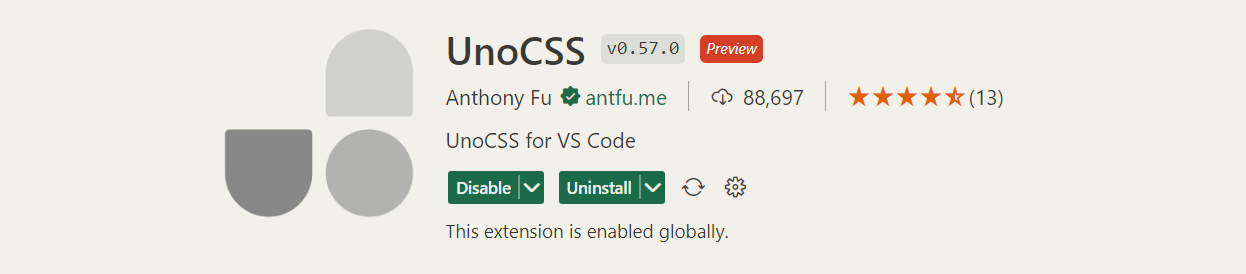 UnoCSS v0.57.0 Preview
Anthony Fu antfu.me 88,697 (13)
UnoCSS for VS Code
Disable Uninstall
This extension is enabled globally.